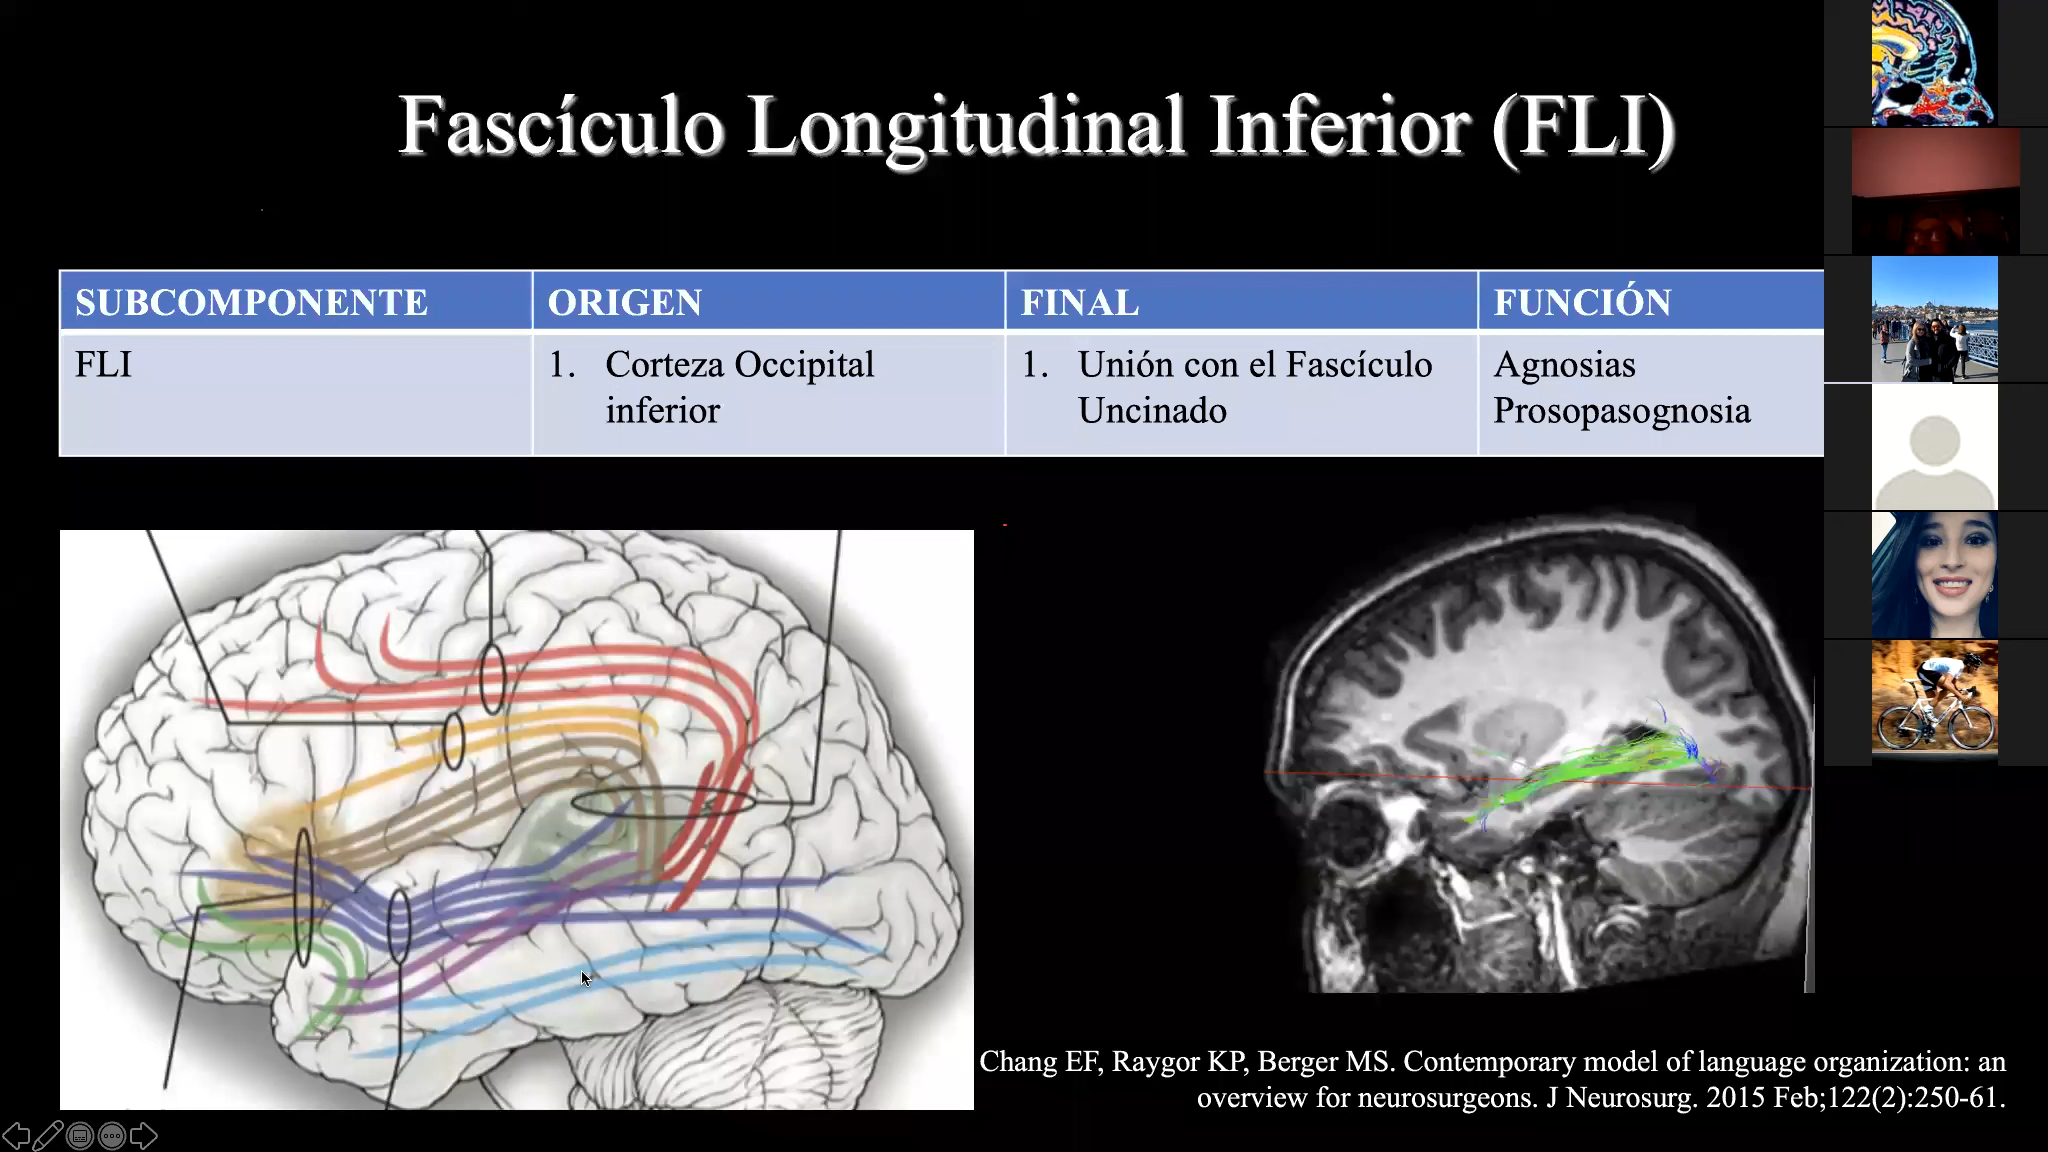 Fascículo Longitudinal Inferior (FLI)
SUBCOMPONENTE
ORIGEN
FINAL
FUNCIÓN
FLI
1. Corteza Occipital
inferior
1. Unión con el Fascículo
Uncinado
Agnosias
Prosopasognosia
Chang EF, Raygor KP, Berger MS. Contemporary model of language organization: an
overview for neurosurgeons. J Neurosurg. 2015 Feb;122(2):250-61.